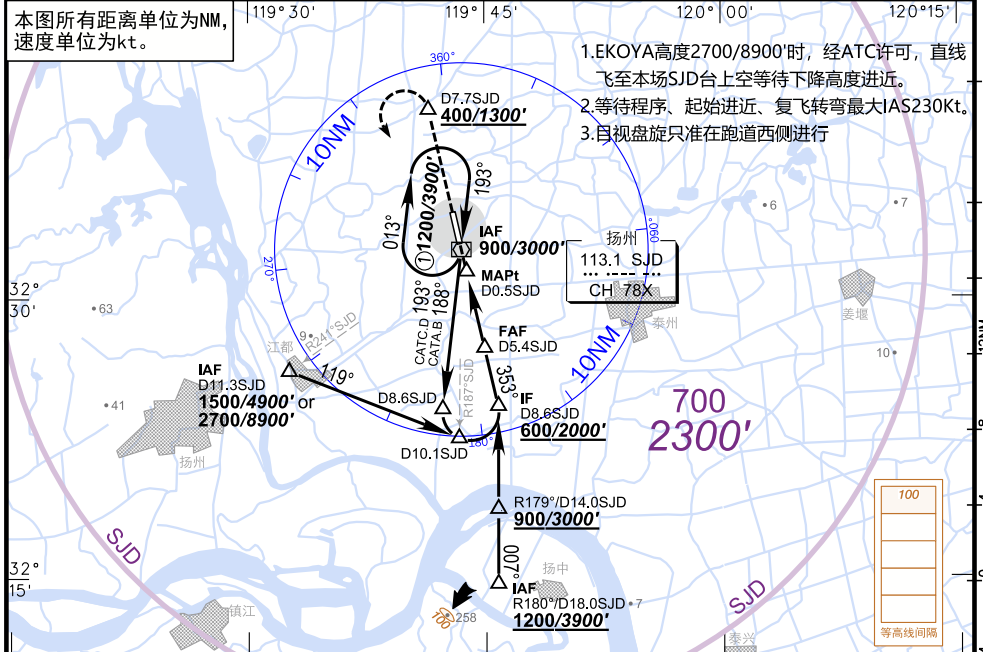 本图所有距离单位为NM，
速度单位为kt。
119°30'
119°45'
120°00'
120°15'
1.EKOYA高度2700/8900'时，经ATC许可，直线
飞至本场SJD台上空等待下降高度进近。
2.等待程序、起始进近、复飞转弯最大IAS230Kt。
3.目视盘旋只准在跑道西侧进行
360°
D7.7SJD
400/1300'
10NM
193°
①1200/3900'
013°
IAF
900/3000'
060°
扬州
113.1 SJD
CH 78X
MAPt
D0.5SJD
270°
6
7
32°
30'
63
姜堰
泰州
CATC.D 193°
CATA.B 188°
FAF
D5.4SJD
9
R241°SJD
江都
10NM
10
IAF
D11.3SJD
1500/4900' or
2700/8900'
119°
353°
R187°SJD
D8.6SJD
IF
D8.6SJD
600/2000'
700
2300'
41
扬州
180°
D10.1SJD
R179°/D14.0SJD
900/3000'
100
SJD
007°
扬中
32°
15'
IAF
R180°/D18.0SJD
1200/3900'
7
258
100
SJD
镇江
等高线间隔
泰兴